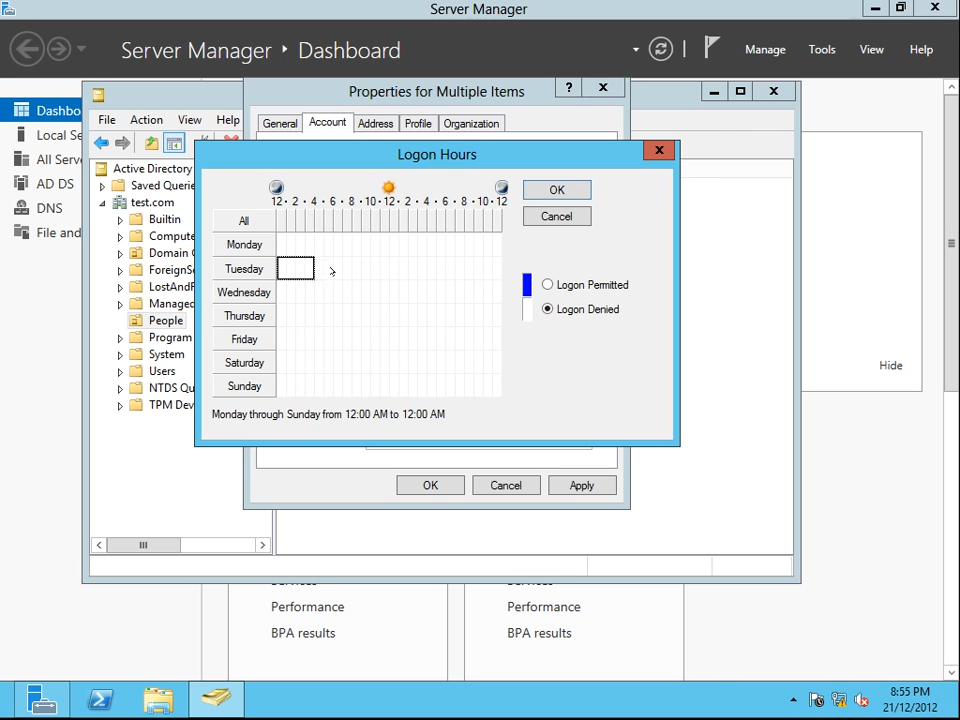 Server Manager
Server Manager • Dashboard
Manage Tools View Help
Dashbo
Local Se
All Serve
AD DS
DNS
File and
Properties for Multiple Items
? X
File Action View Help
General Account Address Profile Organization
Logon Hours
Active Directory
Saved Querie
test.com
Builtin
Compute
Domain C
ForeignSe
LostAndF
Managed
People
Program
System
Users
NTDS Qu
TPM Dev
12 • 2 • 4 • 6 • 8 • 10 • 12 • 2 • 4 • 6 • 8 • 10 • 12
All
Monday
Tuesday
Wednesday
Thursday
Friday
Saturday
Sunday
OK
Cancel
Logon Permitted
Logon Denied
Monday through Sunday from 12:00 AM to 12:00 AM
Hide
OK Cancel Apply
Performance
BPA results
Performance
BPA results
8:55 PM
21/12/2012